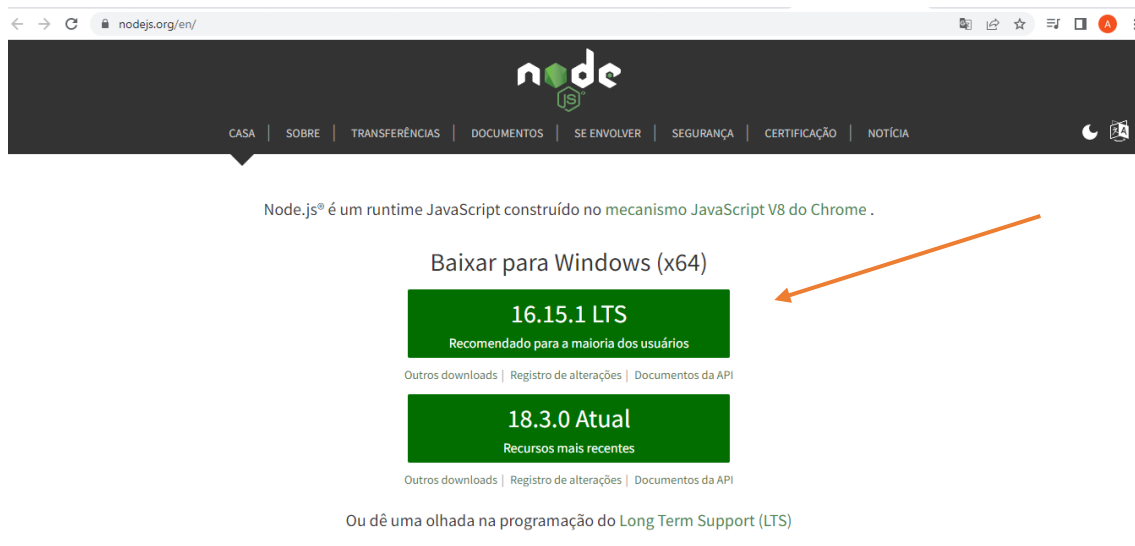 nodejs.org/en/
A
node
JS
CASA | SOBRE | TRANSFERÊNCIAS | DOCUMENTOS | SE ENVOLVER | SEGURANÇA | CERTIFICAÇÃO | NOTÍCIA
Node.js® é um runtime JavaScript construído no mecanismo JavaScript V8 do Chrome .
Baixar para Windows (x64)
16.15.1 LTS
Recomendado para a maioria dos usuários
Outros downloads | Registro de alterações | Documentos da API
18.3.0 Atual
Recursos mais recentes
Outros downloads | Registro de alterações | Documentos da API
Ou dê uma olhada na programação do Long Term Support (LTS)